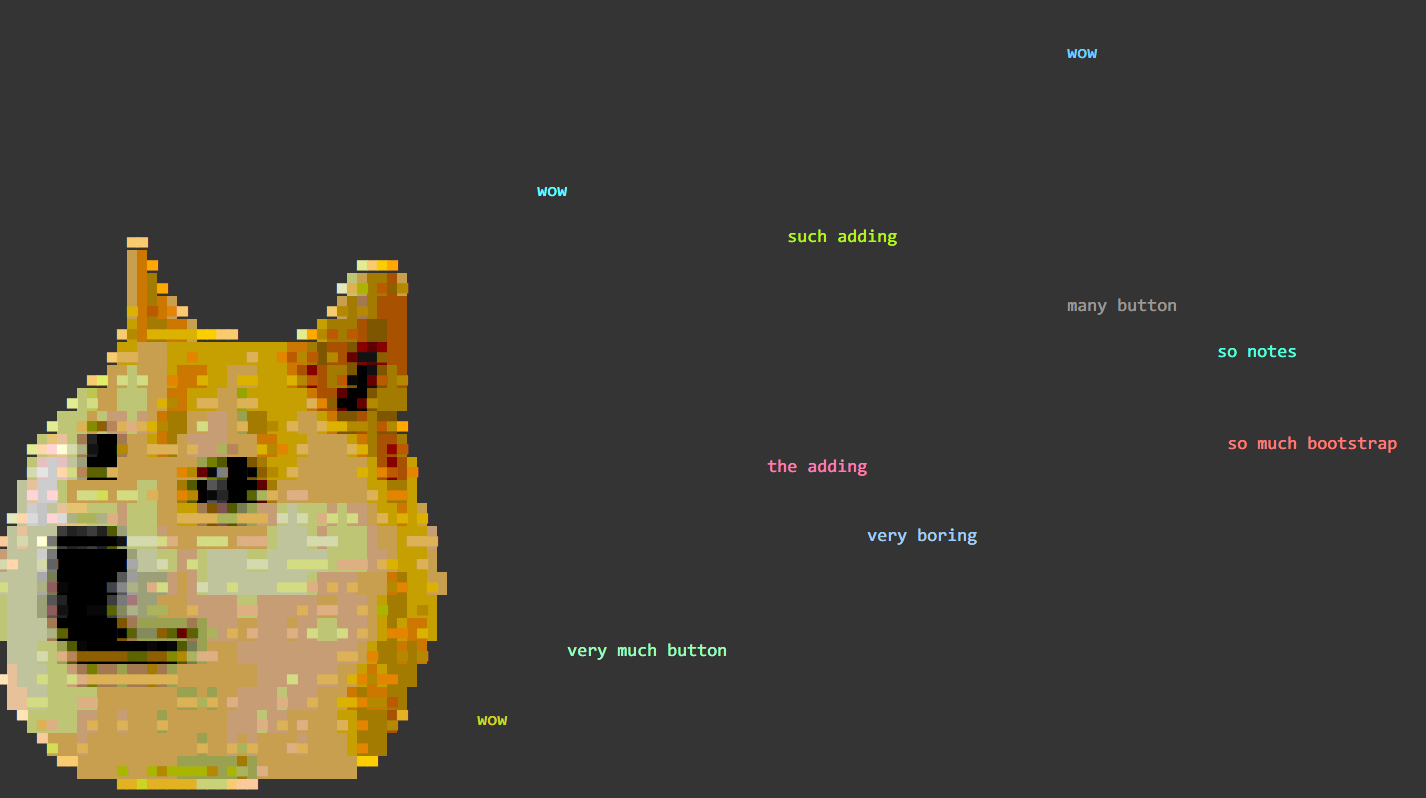 wow
wow
such adding
many button
so notes
so much bootstrap
the adding
very boring
very much button
wow